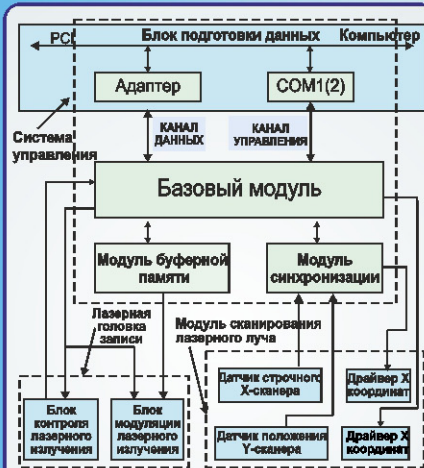 PCI Блок подготовки данных Компьютер
Адаптер COM1(2)
Система
управления
КАНАЛ
ДАННЫХ
КАНАЛ
УПРАВЛЕНИЯ
Базовый модуль
Модуль буферной
памяти
Модуль
синхронизации
Лазерная
головка
записи
Модуль сканирования
лазерного луча
Блок
контроля
лазерного
излучения
Блок
модуляции
лазерного
излучения
Датчик строчного
X-сканера
Драйвер X
координат
Датчик положения
Y-сканера
Драйвер X
координат